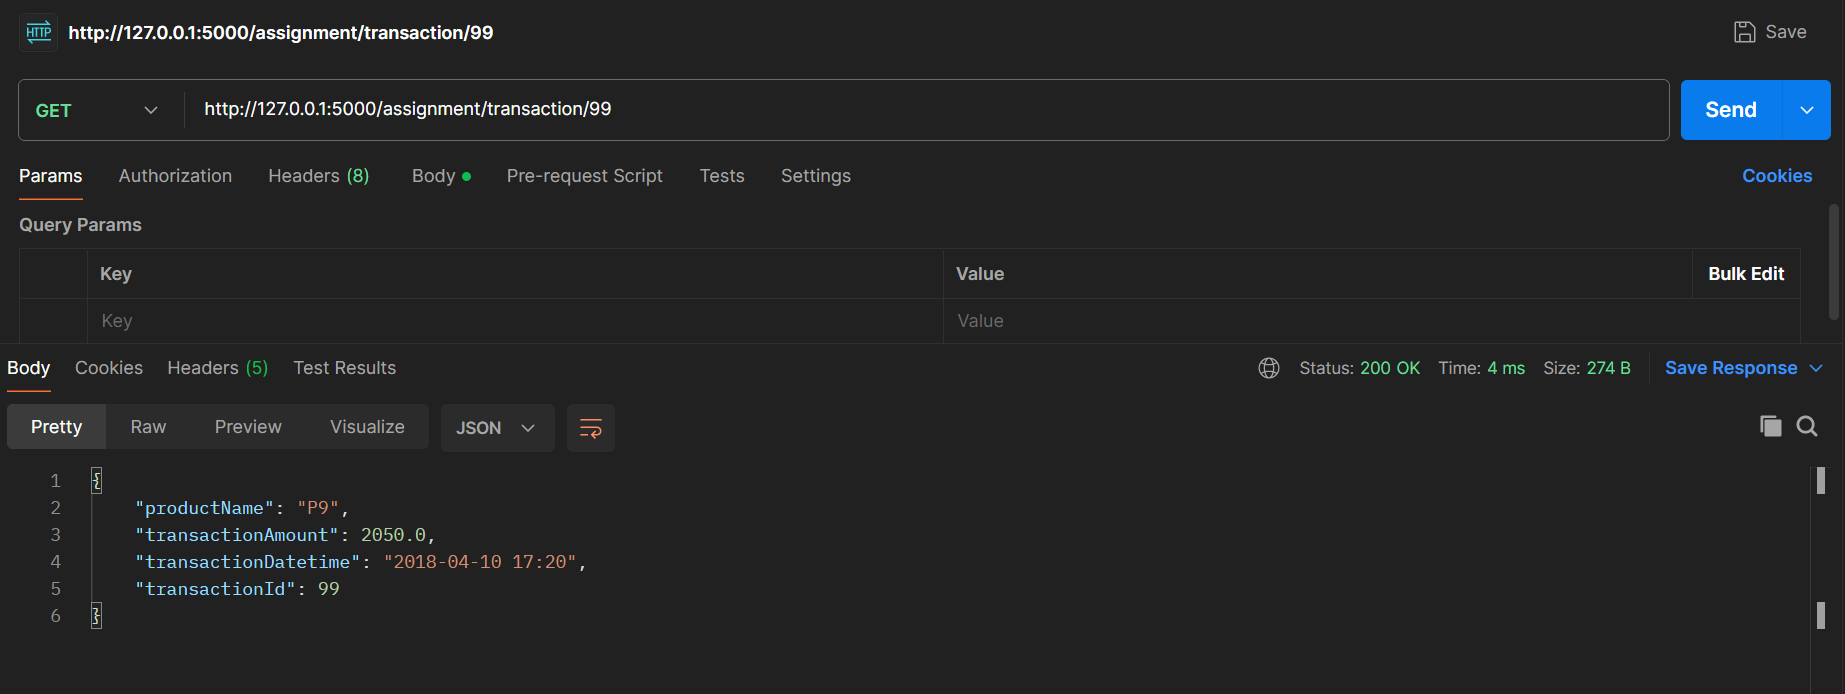 HTTP http://127.0.0.1:5000/assignment/transaction/99 Save
GET http://127.0.0.1:5000/assignment/transaction/99 Send
Params Authorization Headers (8) Body Pre-request Script Tests Settings Cookies
Query Params
Key Value Bulk Edit
Key Value
Body Cookies Headers (5) Test Results Status: 200 OK Time: 4 ms Size: 274 B Save Response
Pretty Raw Preview Visualize JSON
1 {
2 "productName": "P9",
3 "transactionAmount": 2050.0,
4 "transactionDatetime": "2018-04-10 17:20",
5 "transactionId": 99
6 }